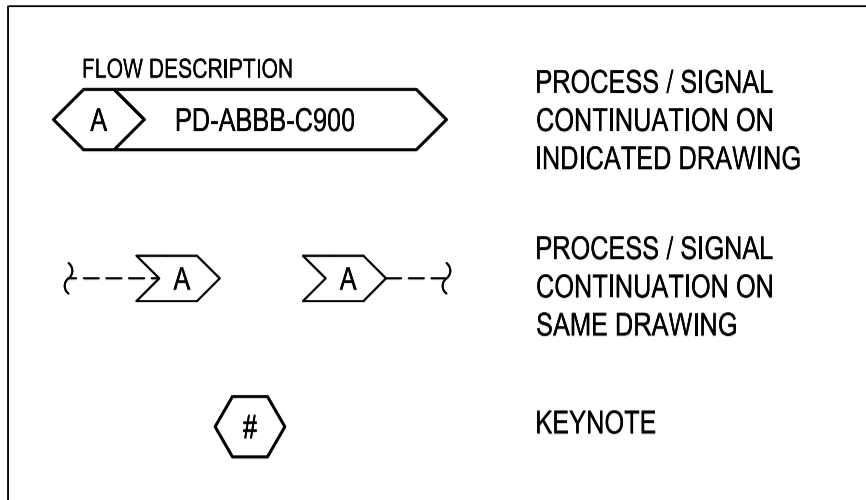 FLOW DESCRIPTION
A PD-ABBB-C900
PROCESS / SIGNAL
CONTINUATION ON
INDICATED DRAWING
A A
PROCESS / SIGNAL
CONTINUATION ON
SAME DRAWING
#
KEYNOTE